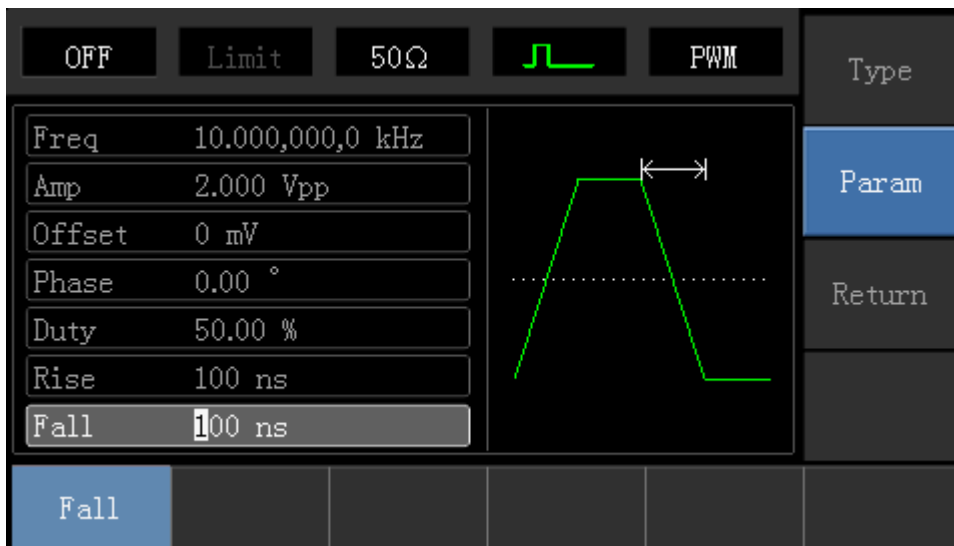 OFF Limit 50Ω PWM
Type
Freq 10.000,000,0 kHz
Amp 2.000 Vpp
Param
Offset 0 mV
Phase 0.00 °
Return
Duty 50.00 %
Rise 100 ns
Fall 100 ns
Fall